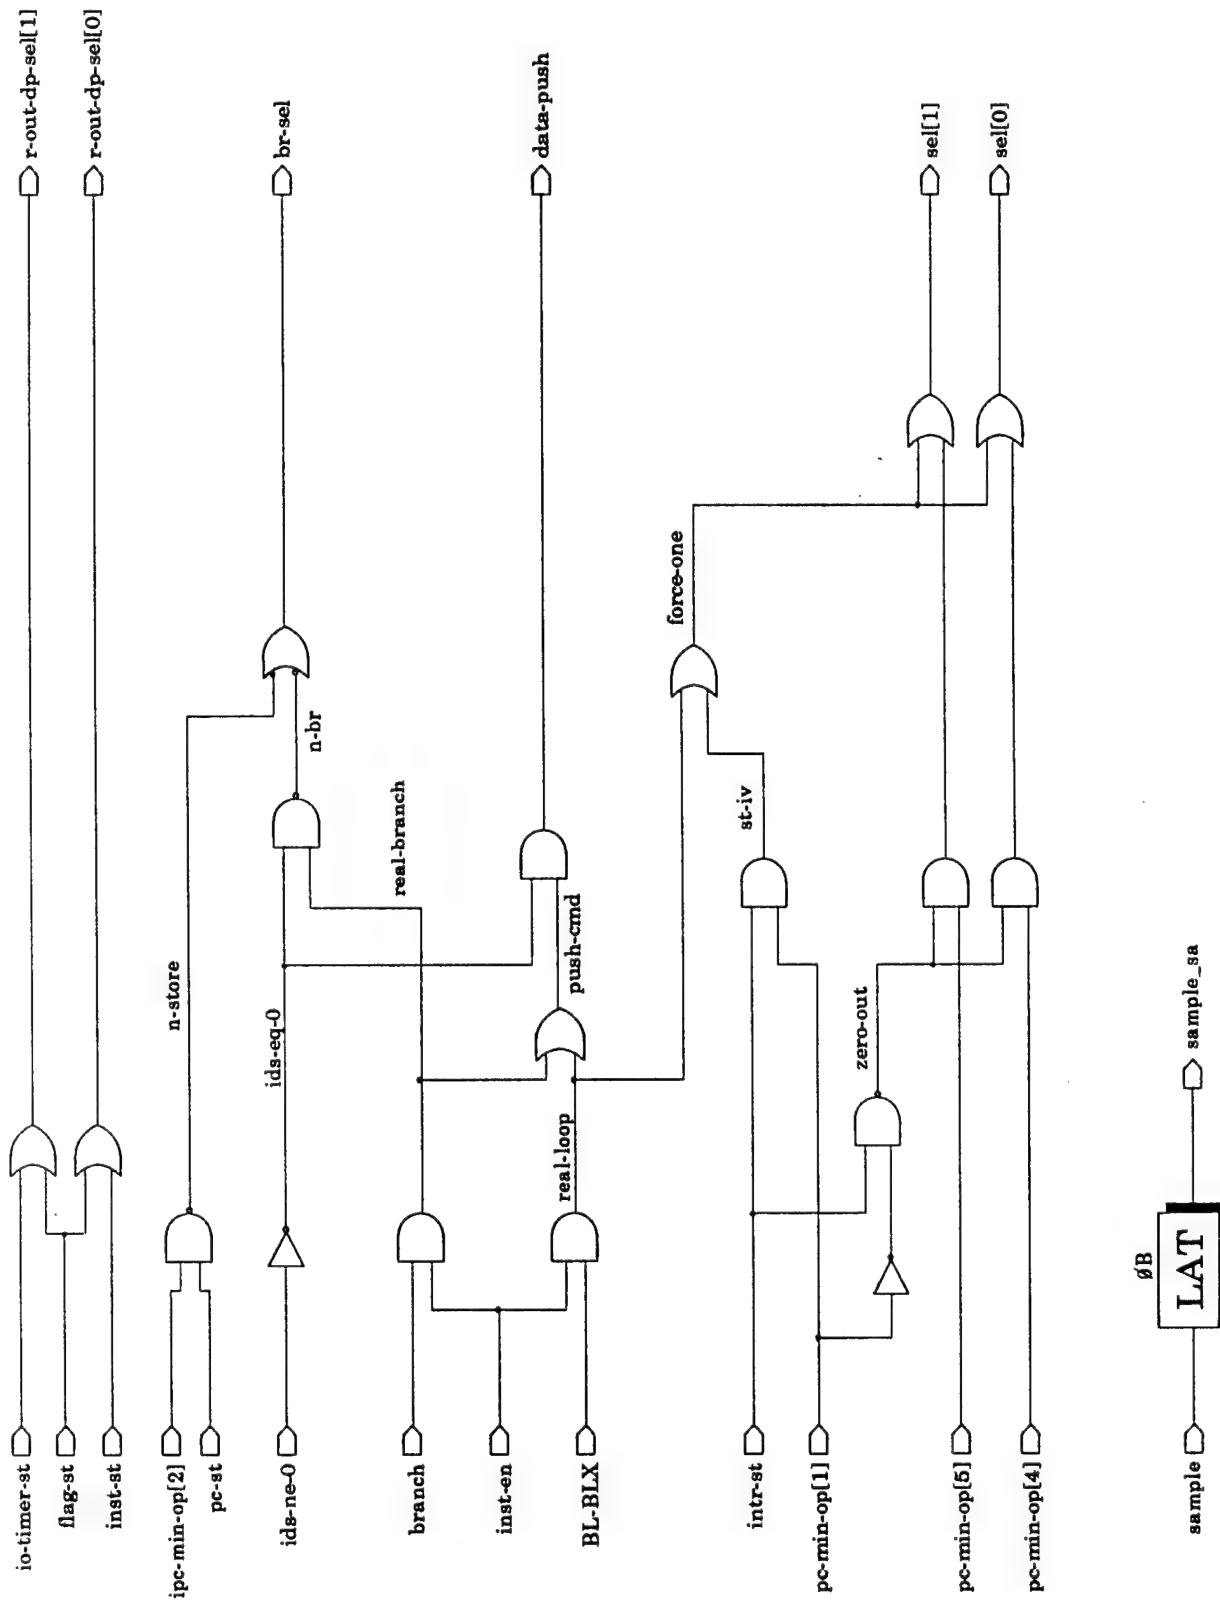 io-timer-st
flag-st
inst-st
ipc-min-op[2]
pc-st
ids-ne-0
branch
inst-en
BL-BLX
intr-st
pc-min-op[1]
pc-min-op[5]
pc-min-op[4]
sample
n-store
ids-eq-0
real-branch
n-br
push-cmd
real-loop
force-one
st-iv
zero-out
øB
LAT
r-out-dp-sel[1]
r-out-dp-sel[0]
br-sel
data-push
sel[1]
sel[0]
sample_sa